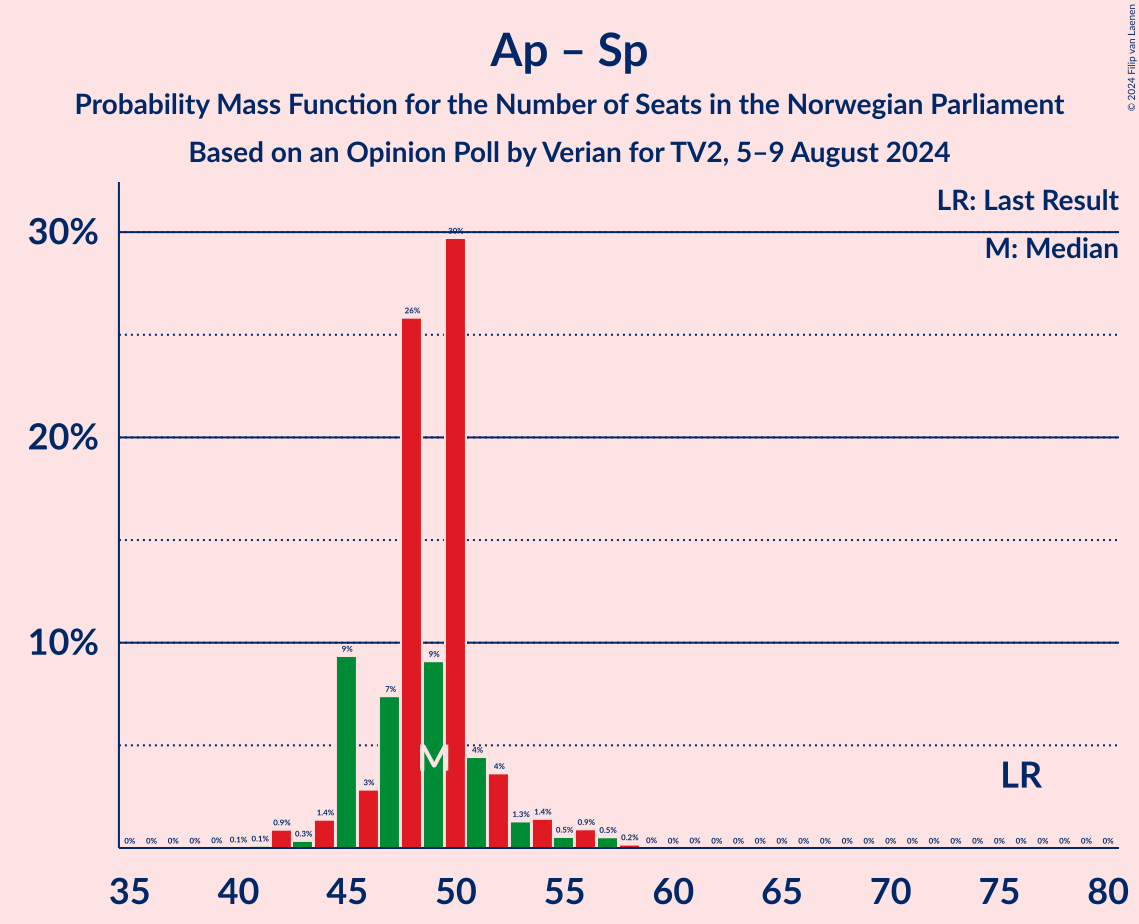 © 2024 Filip van Laenen
Ap – Sp
Probability Mass Function for the Number of Seats in the Norwegian Parliament
Based on an Opinion Poll by Verian for TV2, 5–9 August 2024
LR: Last Result
M: Median
30%
20%
10%
0% 0% 0% 0% 0% 0.1% 0.1% 0.9% 0.3% 1.4% 9% 3% 7% 26% 9% 30% 4% 4% 1.3% 1.4% 0.5% 0.9% 0.5% 0.2% 0% 0% 0% 0% 0% 0% 0% 0% 0% 0% 0% 0% 0% 0% 0% 0% 0% 0% 0% 0% 0% 0%
M
LR
35 40 45 50 55 60 65 70 75 80